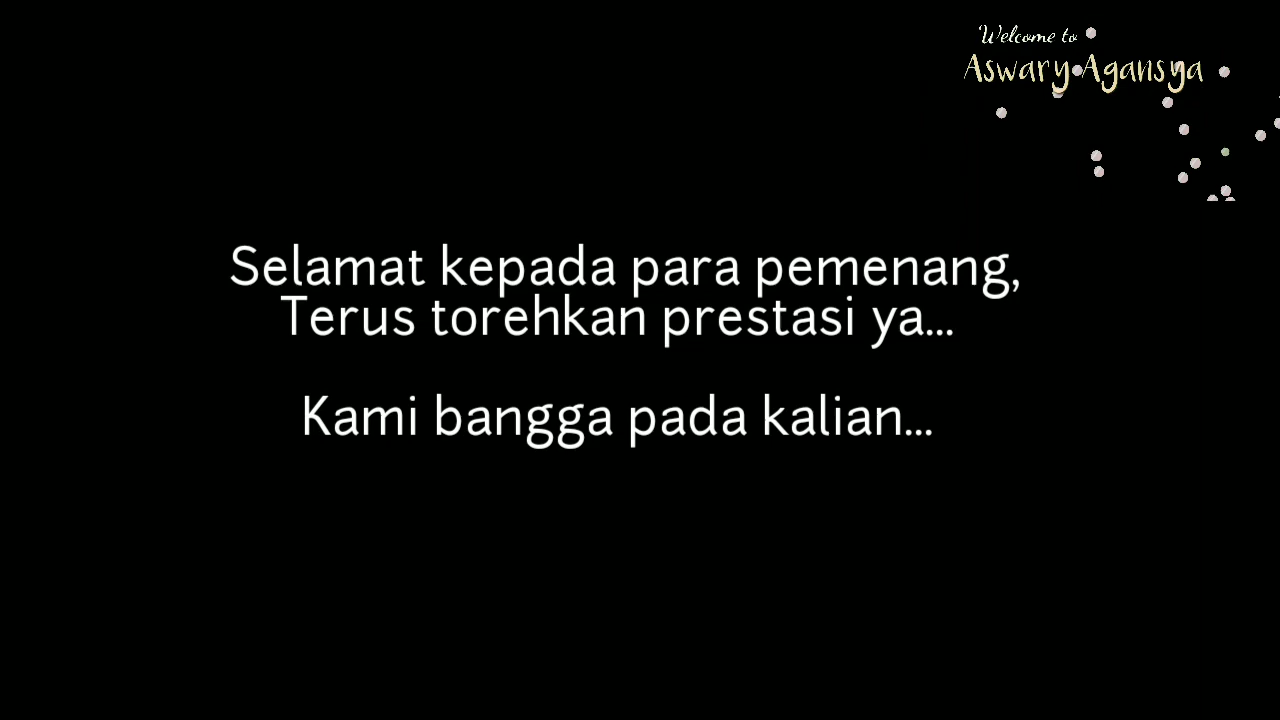 Welcome to
Aswary Agansya
Selamat kepada para pemenang,
Terus torehkan prestasi ya...
Kami bangga pada kalian...